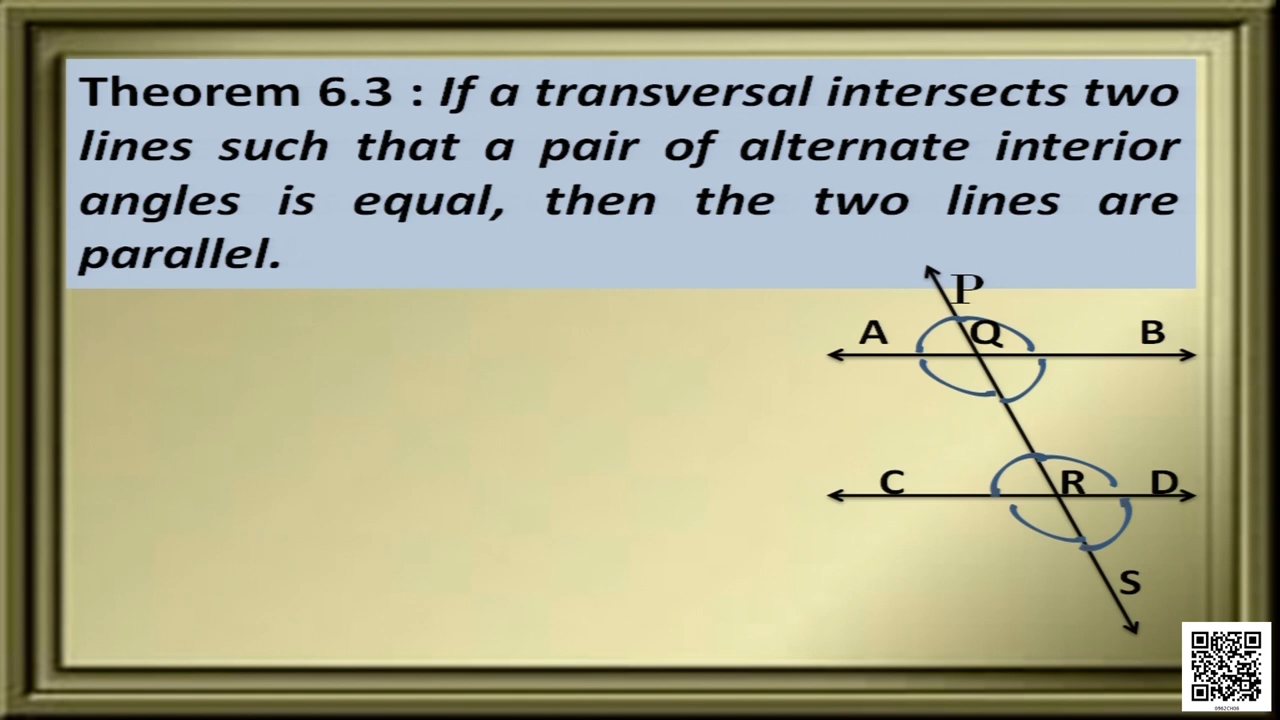 Theorem 6.3 : If a transversal intersects two
lines such that a pair of alternate interior
angles is equal, then the two lines are
parallel.
P
A Q B
C R D
S
0962CH06